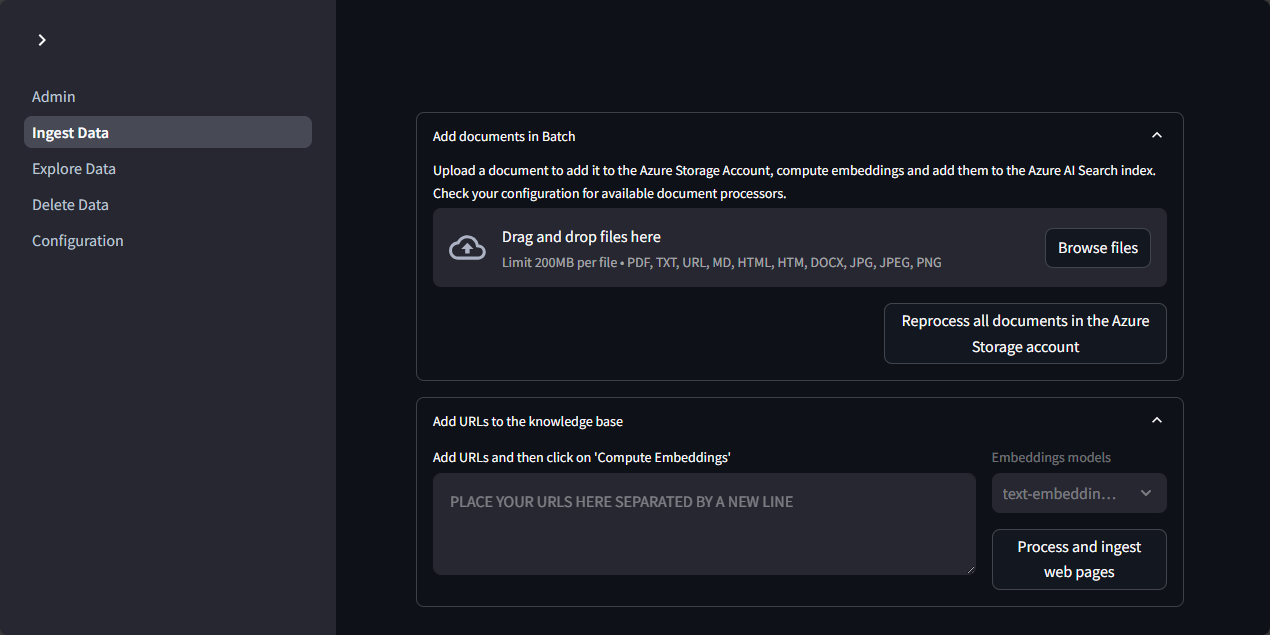 Admin
Ingest Data
Explore Data
Delete Data
Configuration
Add documents in Batch
Upload a document to add it to the Azure Storage Account, compute embeddings and add them to the Azure AI Search index.
Check your configuration for available document processors.
Drag and drop files here
Limit 200MB per file • PDF, TXT, URL, MD, HTML, HTM, DOCX, JPG, JPEG, PNG
Browse files
Reprocess all documents in the Azure
Storage account
Add URLs to the knowledge base
Add URLs and then click on 'Compute Embeddings'
PLACE YOUR URLS HERE SEPARATED BY A NEW LINE
Embeddings models
text-embeddin…
Process and ingest
web pages